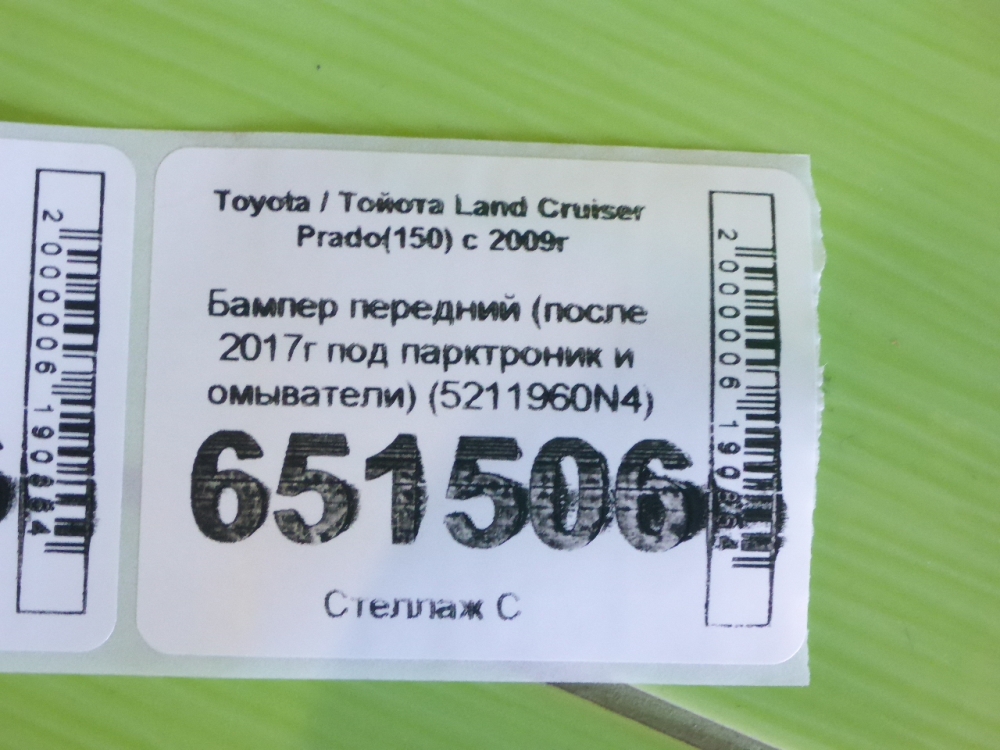 Toyota / Тойота Land Cruiser
Prado(150) с 2009г
Бампер передний (после
2017г под парктроник и
омыватели) (5211960N4)
651506
Стеллаж С